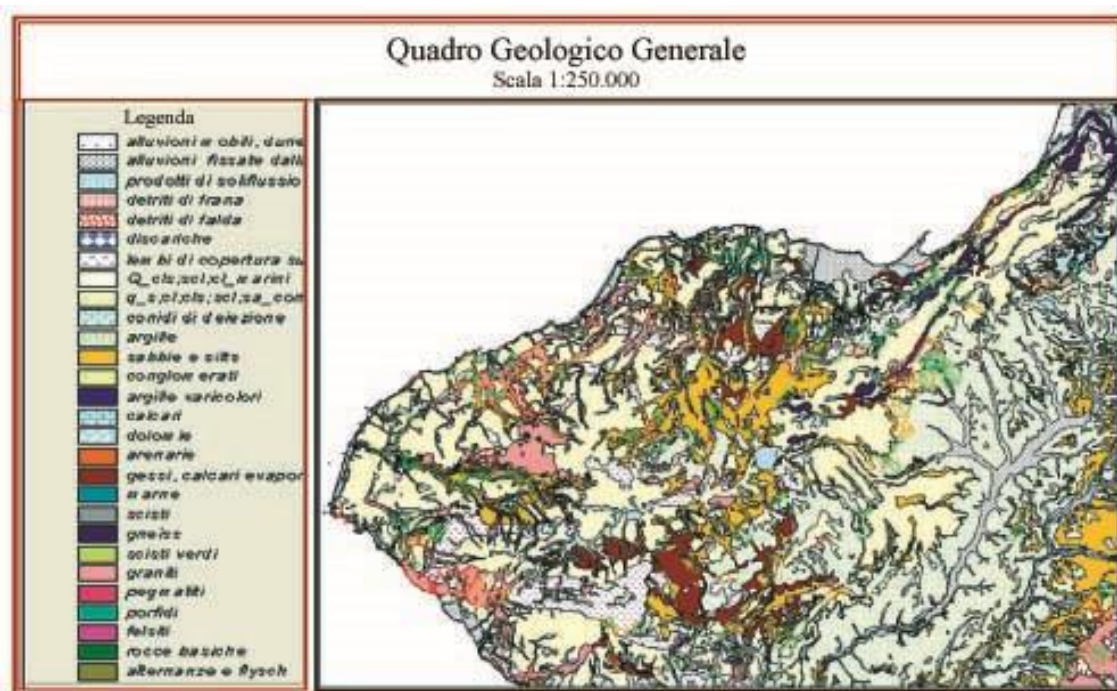 Quadro Geologico Generale
Scala 1:250.000
Legenda
alluvioni mobili, dune
alluvioni fissate dall
prodotti di soliflussio
detriti di frana
detriti di falda
discariche
lembi di copertura su
Q_cls;scl;cl_marini
q_s;cl;cls;scl;sa_con
conidi di deiezione
argille
sabbie e silts
conglomerati
argille varicolori
calcari
dolomie
arenarie
gessi, calcari evapor
marne
scisti
gneiss
scisti verdi
graniti
pegmatiti
porfidi
felsiti
rocce basiche
alternanze e flysch